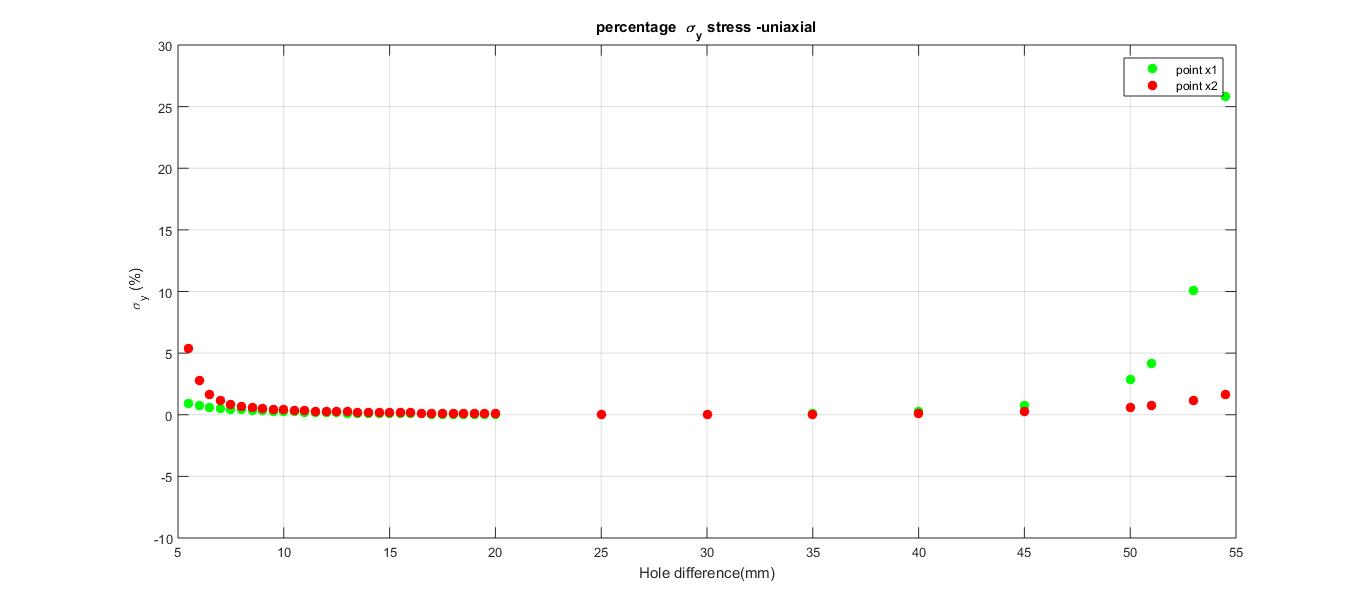 percentage σy stress -uniaxial
30
25
20
15
10
5
0
-5
-10
σy (%)
point x1
point x2
5 10 15 20 25 30 35 40 45 50 55
Hole difference(mm)